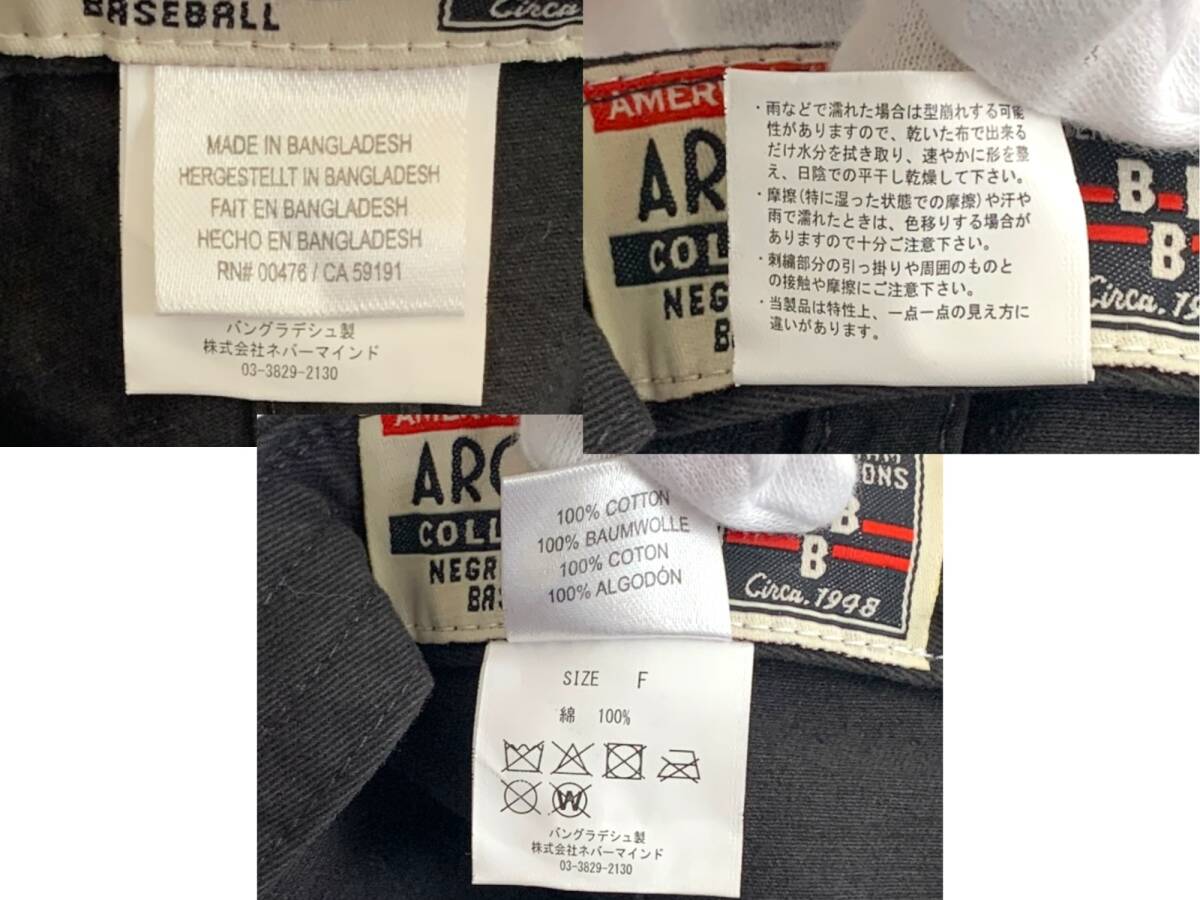 BASEBALL
Circa
MADE IN BANGLADESH
HERGESTELLT IN BANGLADESH
FAIT EN BANGLADESH
HECHO EN BANGLADESH
RN# 00476 / CA 59191
バングラデシュ製
株式会社ネバーマインド
03-3829-2130
・雨などで濡れた場合は型崩れする可能
性がありますので、乾いた布で出来る
だけ水分を拭き取り、速やかに形を整
え、日陰での平干し乾燥して下さい。
・摩擦(特に湿った状態での摩擦)や汗や
雨で濡れたときは、色移りする場合が
ありますので十分ご注意下さい。
・刺繍部分の引っ掛りや周囲のものと
の接触や摩擦にご注意下さい。
・当製品は特性上、一点一点の見え方に
違いがあります。
B
B
Circa.
COLL
NEGR
100% COTTON
100% BAUMWOLLE
100% COTON
100% ALGODÓN
ONS
B
B
Circa.1948
SIZE F
綿 100%
W
バングラデシュ製
株式会社ネバーマインド
03-3829-2130